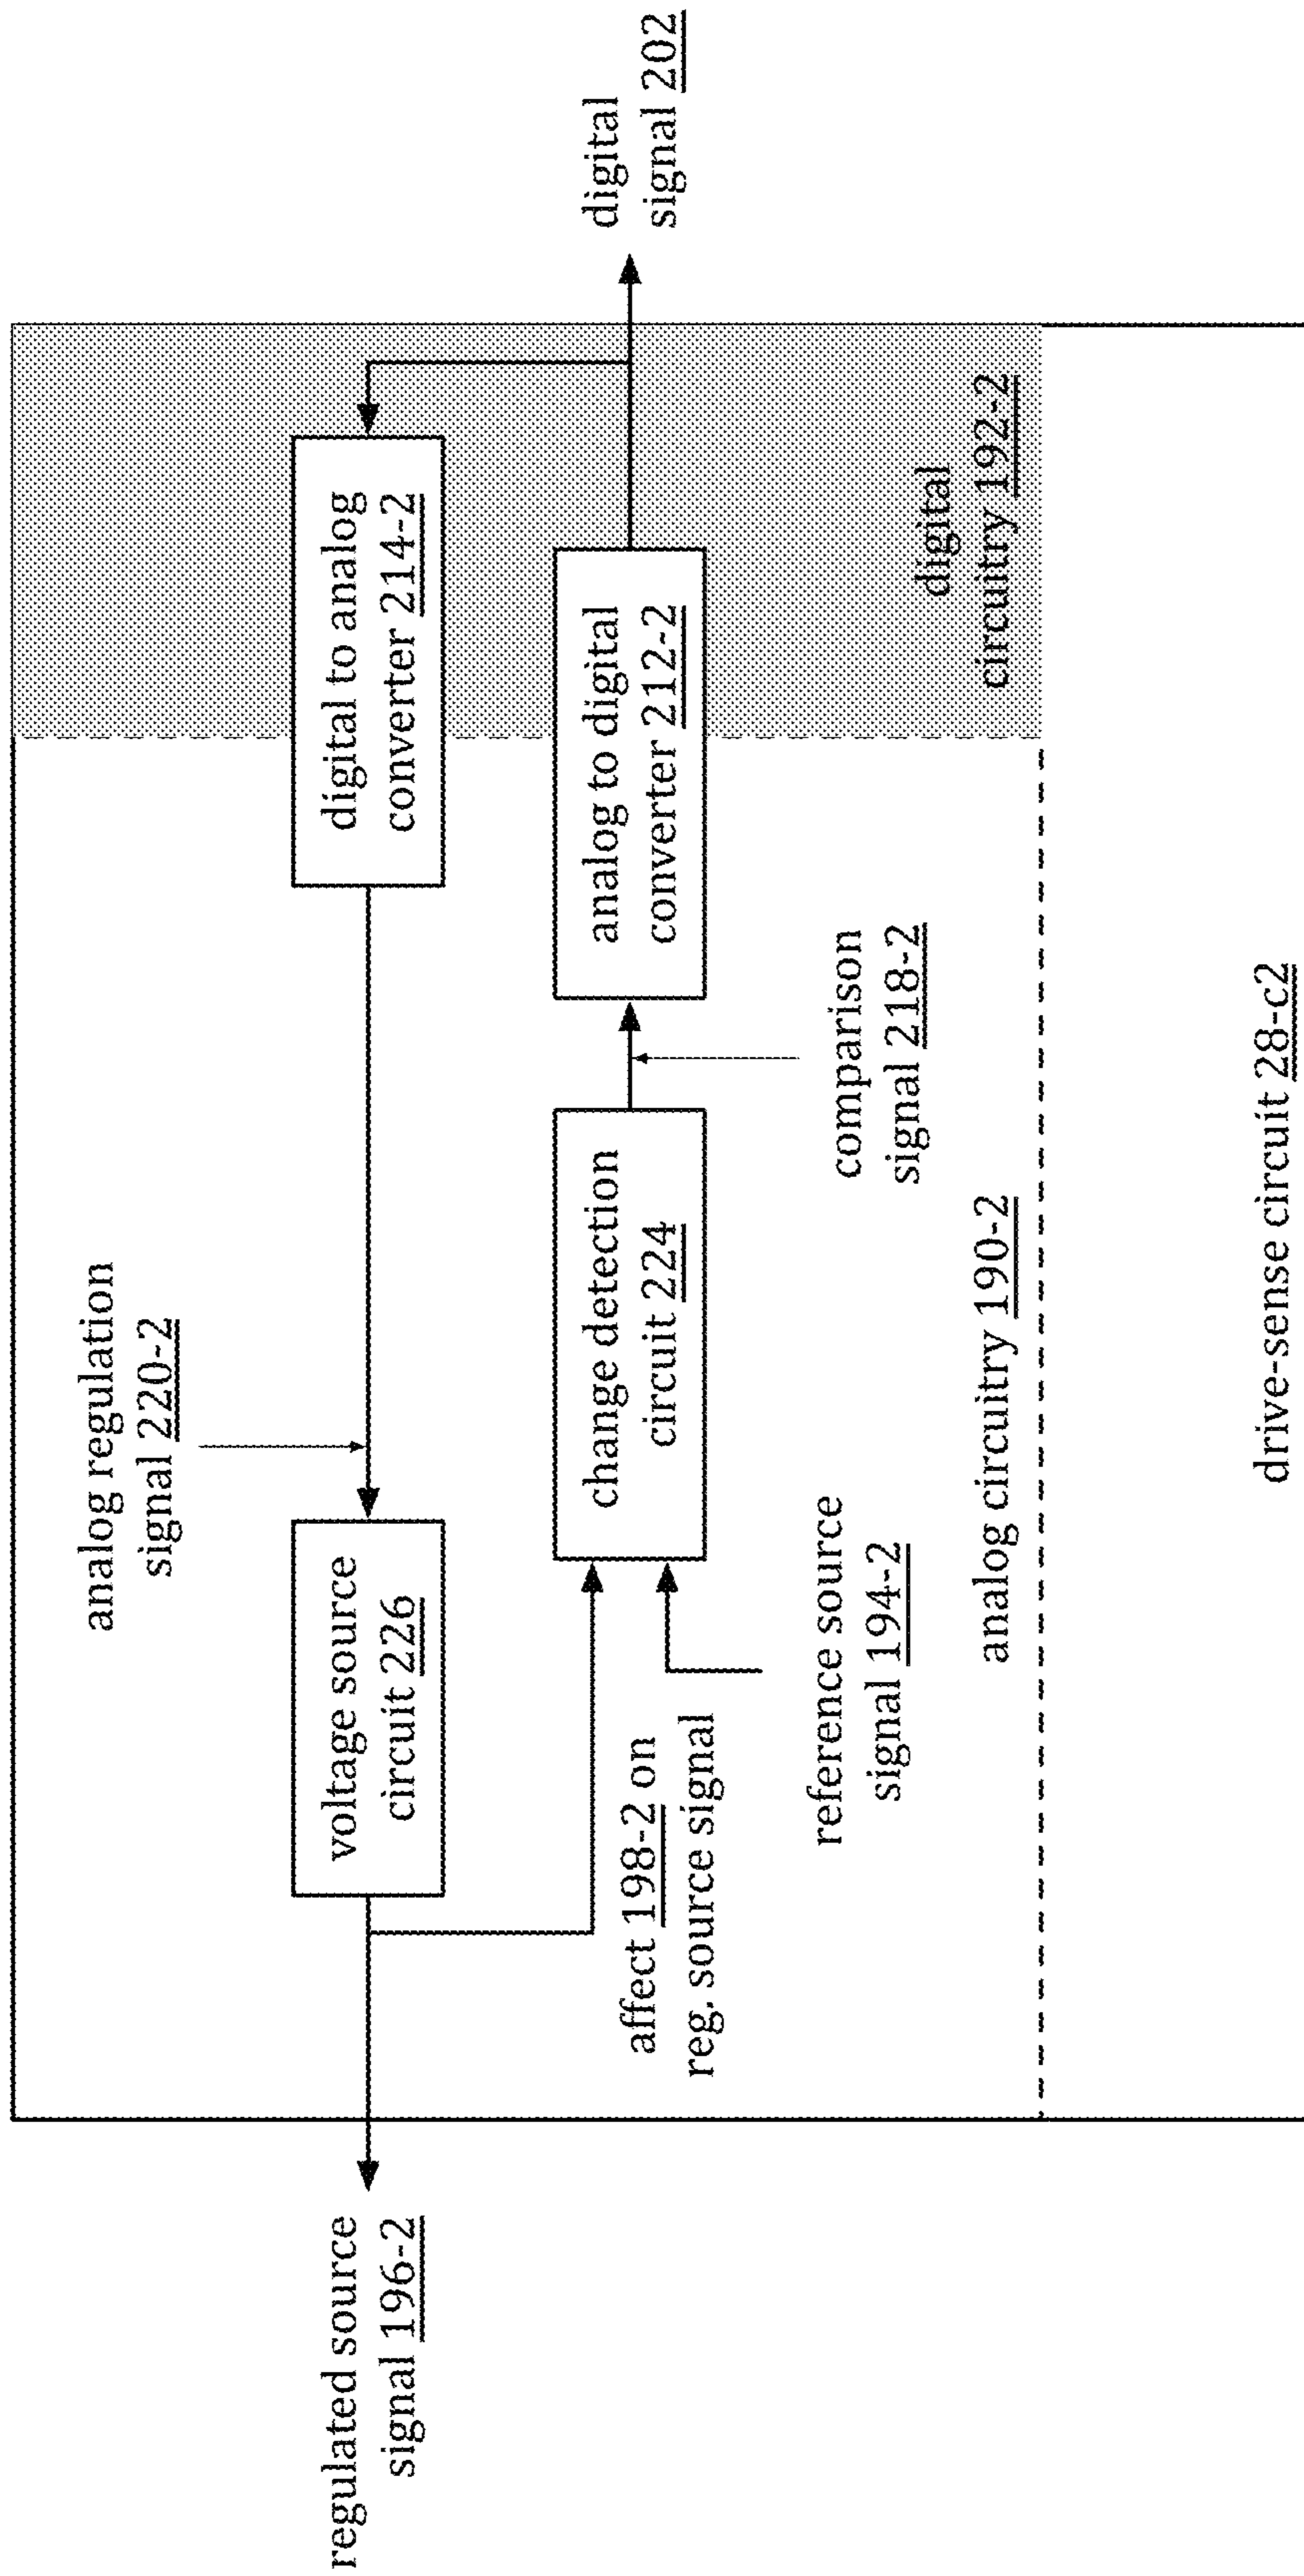 analog regulation
signal 220-2
regulated source
signal 196-2
voltage source
circuit 226
digital to analog
converter 214-2
affect 198-2 on
reg. source signal
change detection
circuit 224
analog to digital
converter 212-2
digital
signal 202
reference source
signal 194-2
comparison
signal 218-2
analog circuitry 190-2
digital
circuitry 192-2
drive-sense circuit 28-c2